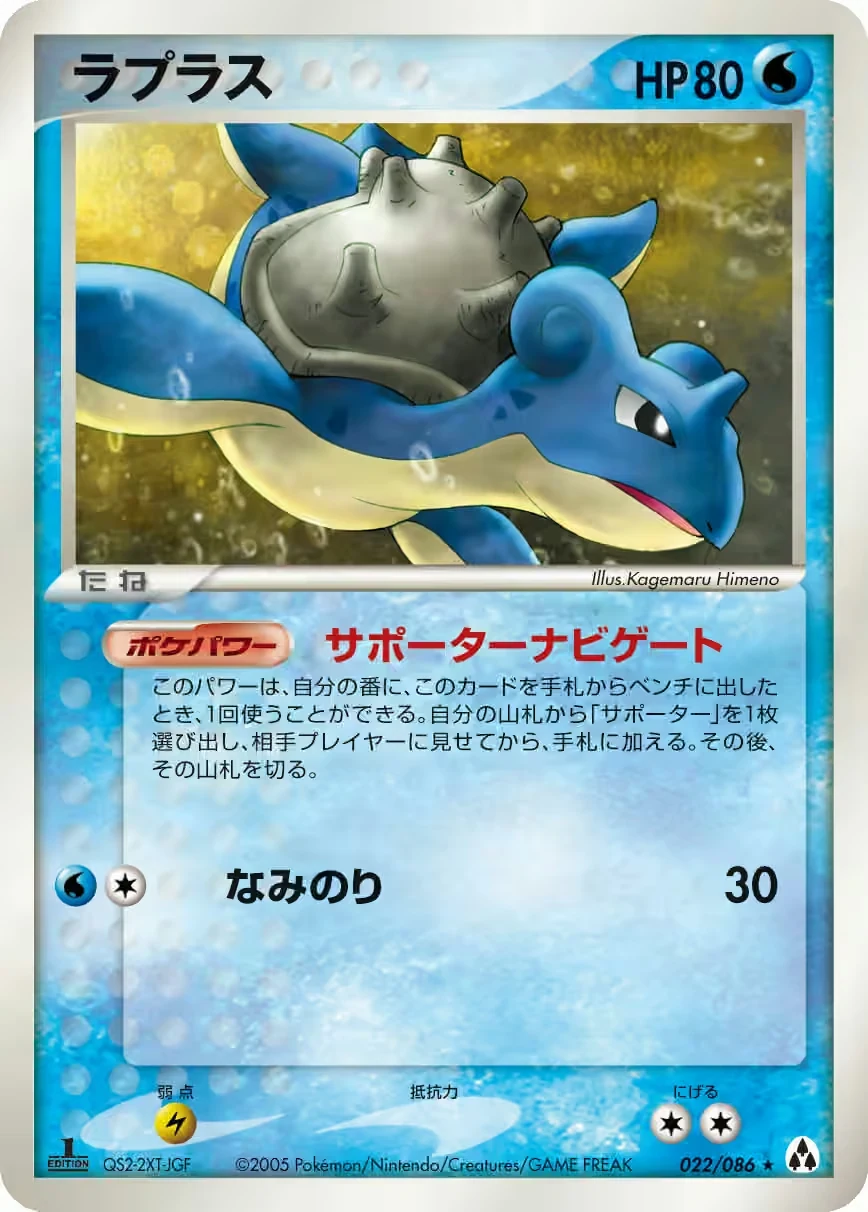 ラプラス
HP80
たね
Illus.Kagemaru Himeno
ポケパワー サポーターナビゲート
このパワーは、自分の番に、このカードを手札からベンチに出した
とき、1回使うことができる。自分の山札から「サポーター」を1枚
選び出し、相手プレイヤーに見せてから、手札に加える。その後、
その山札を切る。
なみのり 30
弱点 抵抗力 にげる
1 EDITION QS2-2XT-JGF ©2005 Pokémon/Nintendo/Creatures/GAME FREAK 022/086 ★